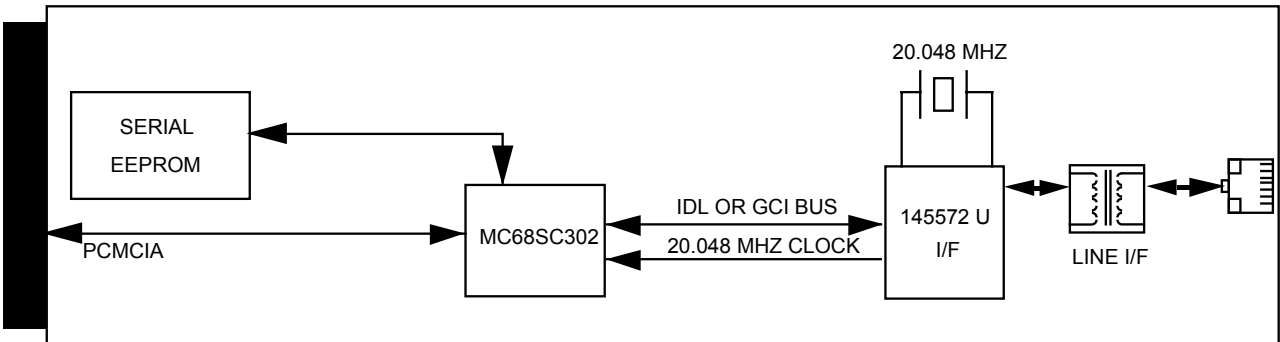 20.048 MHZ
SERIAL
EEPROM
PCMCIA
MC68SC302
IDL OR GCI BUS
20.048 MHZ CLOCK
145572 U
I/F
LINE I/F